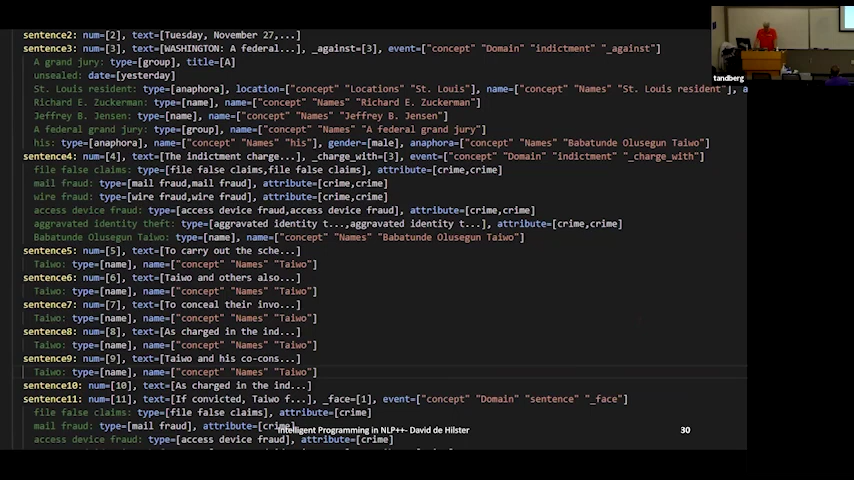 sentence2: num=[2], text=[Tuesday, November 27,...]
sentence3: num=[3], text=[WASHINGTON: A federal...], _against=[3], event=["concept" "Domain" "indictment" "_against"]
A grand jury: type=[group], title=[A]
unsealed: date=[yesterday]
St. Louis resident: type=[anaphora], location=["concept" "Locations" "St. Louis"], name=["concept" "Names" "St. Louis resident"], a
Richard E. Zuckerman: type=[name], name=["concept" "Names" "Richard E. Zuckerman"]
Jeffrey B. Jensen: type=[name], name=["concept" "Names" "Jeffrey B. Jensen"]
A federal grand jury: type=[group], name=["concept" "Names" "A federal grand jury"]
his: type=[anaphora], name=["concept" "Names" "his"], gender=[male], anaphora=["concept" "Names" "Babatunde Olusegun Taiwo"]
sentence4: num=[4], text=[The indictment charge...], _charge_with=[3], event=["concept" "Domain" "indictment" "_charge_with"]
file false claims: type=[file false claims,file false claims], attribute=[crime,crime]
mail fraud: type=[mail fraud,mail fraud], attribute=[crime,crime]
wire fraud: type=[wire fraud,wire fraud], attribute=[crime,crime]
access device fraud: type=[access device fraud,access device fraud], attribute=[crime,crime]
aggravated identity theft: type=[aggravated identity t...,aggravated identity t...], attribute=[crime,crime]
Babatunde Olusegun Taiwo: type=[name], name=["concept" "Names" "Babatunde Olusegun Taiwo"]
sentence5: num=[5], text=[To carry out the sche...]
Taiwo: type=[name], name=["concept" "Names" "Taiwo"]
sentence6: num=[6], text=[Taiwo and others also...]
Taiwo: type=[name], name=["concept" "Names" "Taiwo"]
sentence7: num=[7], text=[To conceal their invo...]
Taiwo: type=[name], name=["concept" "Names" "Taiwo"]
sentence8: num=[8], text=[As charged in the ind...]
Taiwo: type=[name], name=["concept" "Names" "Taiwo"]
sentence9: num=[9], text=[Taiwo and his co-cons...]
Taiwo: type=[name], name=["concept" "Names" "Taiwo"]
sentence10: num=[10], text=[As charged in the ind...]
sentence11: num=[11], text=[If convicted, Taiwo f...], _face=[1], event=["concept" "Domain" "sentence" "_face"]
file false claims: type=[file false claims], attribute=[crime]
mail fraud: type=[mail fraud], attribute=[crime]
Intelligent Programming in NLP++- David de Hilster
30
access device fraud: type=[access device fraud], attribute=[crime]
tandberg